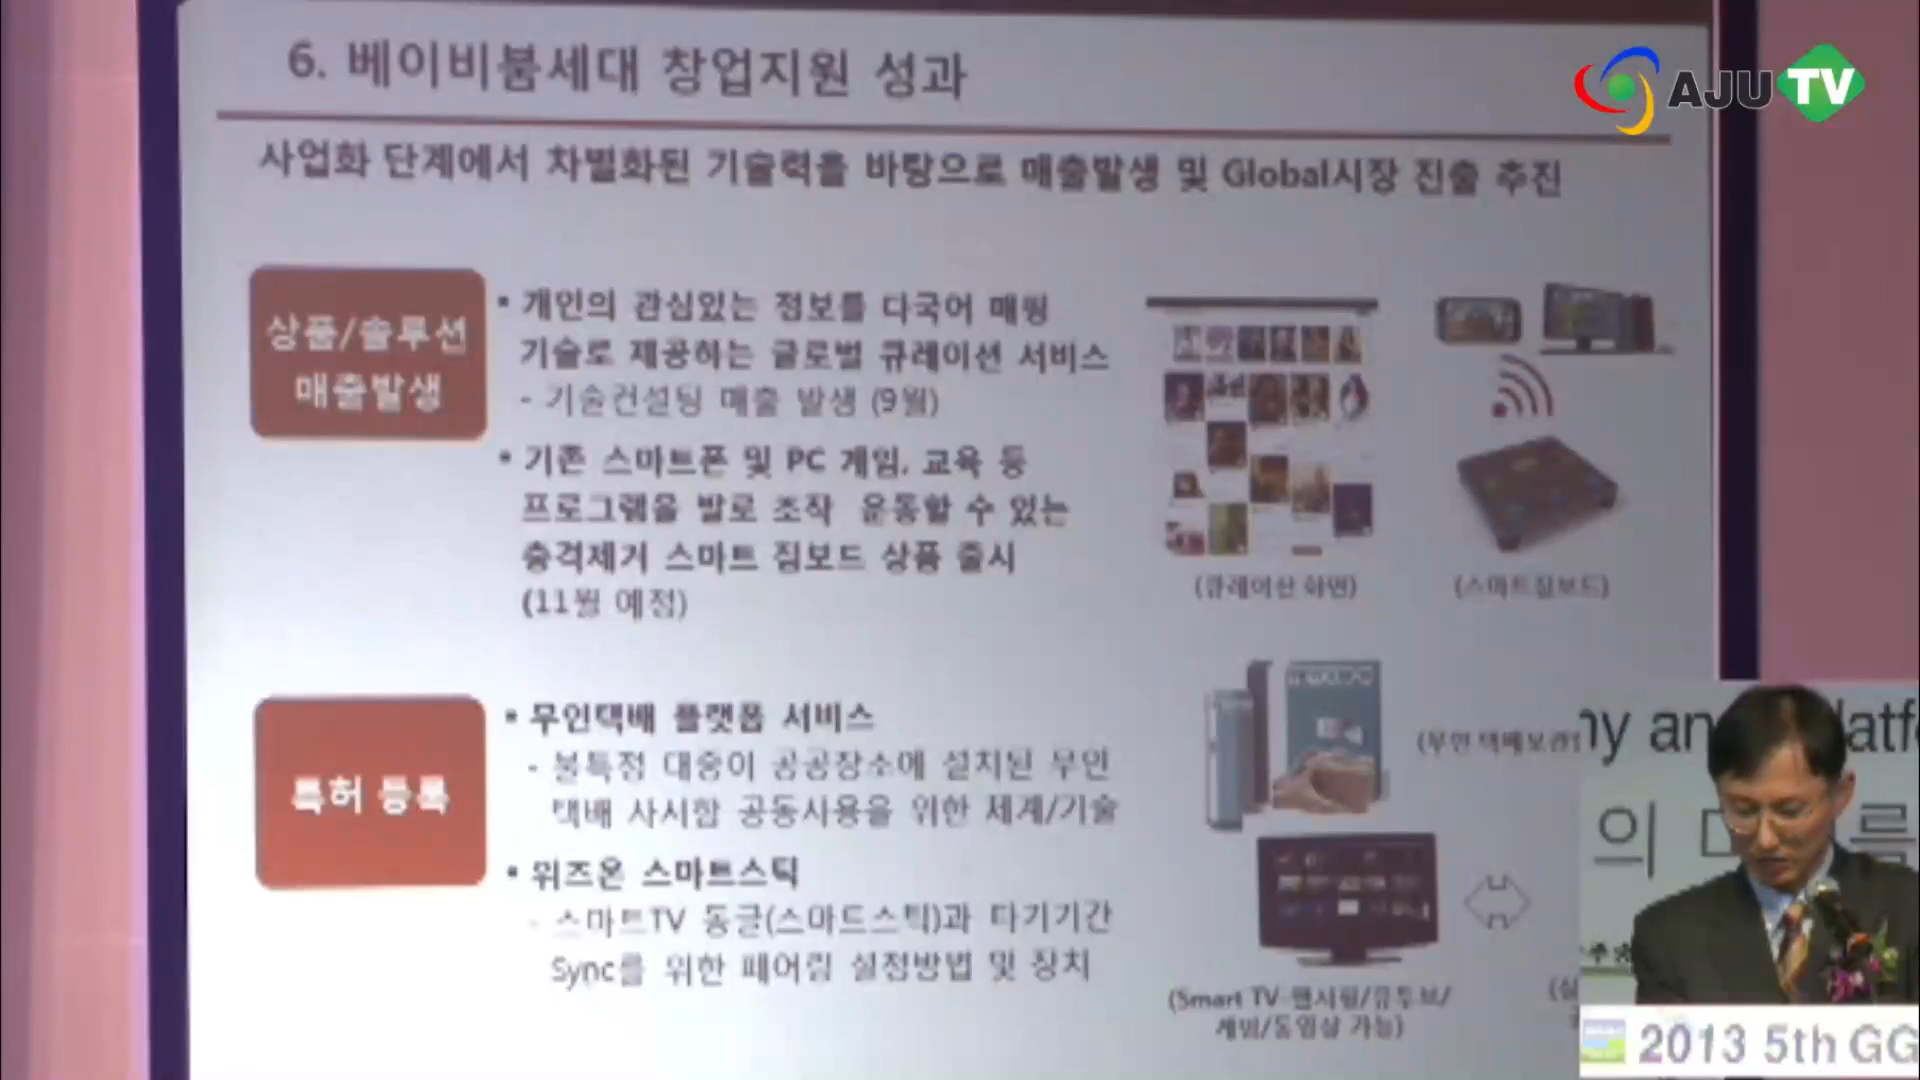 6. 베이비붐세대 창업지원 성과
AJU TV
사업화 단계에서 차별화된 기술력을 바탕으로 매출발생 및 Global시장 진출 추진
상품/솔루션
매출발생
• 개인의 관심있는 정보를 다국어 매핑
기술로 제공하는 글로벌 큐레이션 서비스
- 기술컨설팅 매출 발생 (9월)
• 기존 스마트폰 및 PC 게임, 교육 등
프로그램을 발로 조작 운동할 수 있는
충격제거 스마트 짐보드 상품 출시
(11월 예정)
(큐레이션 화면)
(스마트짐보드)
특허 등록
• 무인택배 플랫폼 서비스
- 불특정 대중이 공공장소에 설치된 무인
택배 사서함 공동사용을 위한 체계/기술
(무인 택배보관
• 위즈온 스마트스틱
- 스마트TV 동글(스마트스틱)과 타기기간
Sync를 위한 페어링 설정방법 및 장치
(Smart TV-웹서핑/유투브/
게임/동영상 가능)
ny an
latf
의
름
2013 5th GG